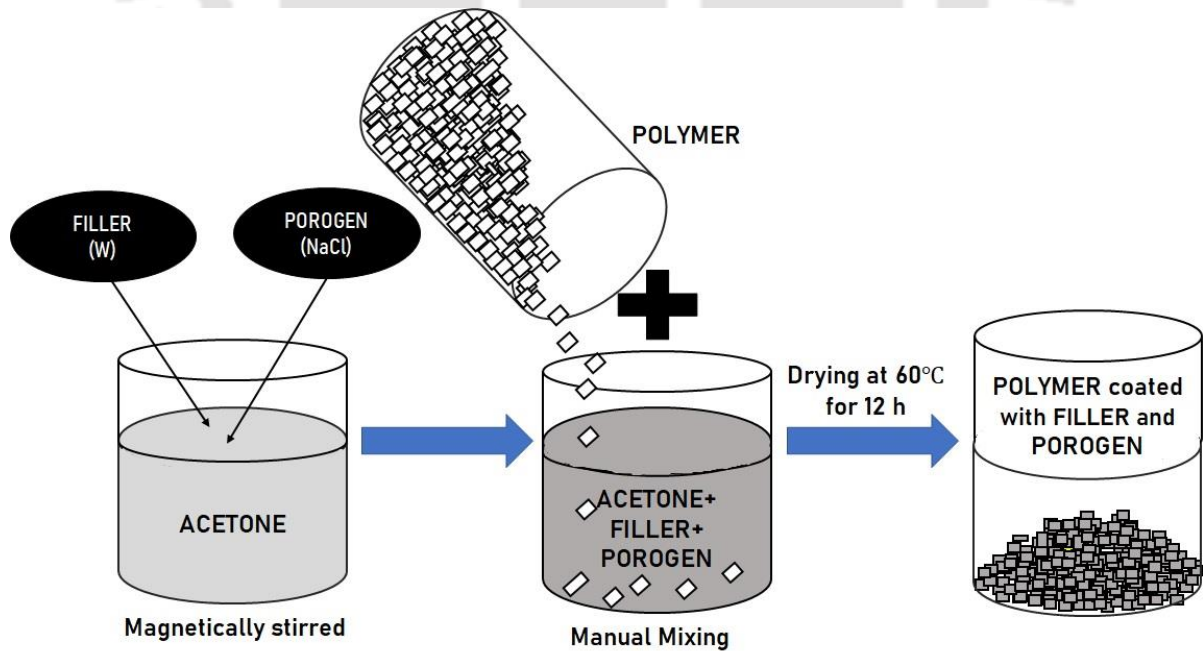 POLYMER
FILLER
(W)
POROGEN
(NaCl)
ACETONE
Magnetically stirred
ACETONE+
FILLER+
POROGEN
Manual Mixing
Drying at 60°C
for 12 h
POLYMER coated
with FILLER and
POROGEN